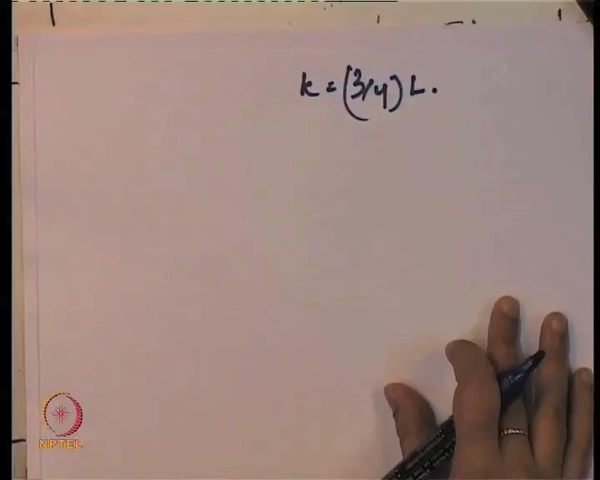 k = (3/4) L.
NPTEL